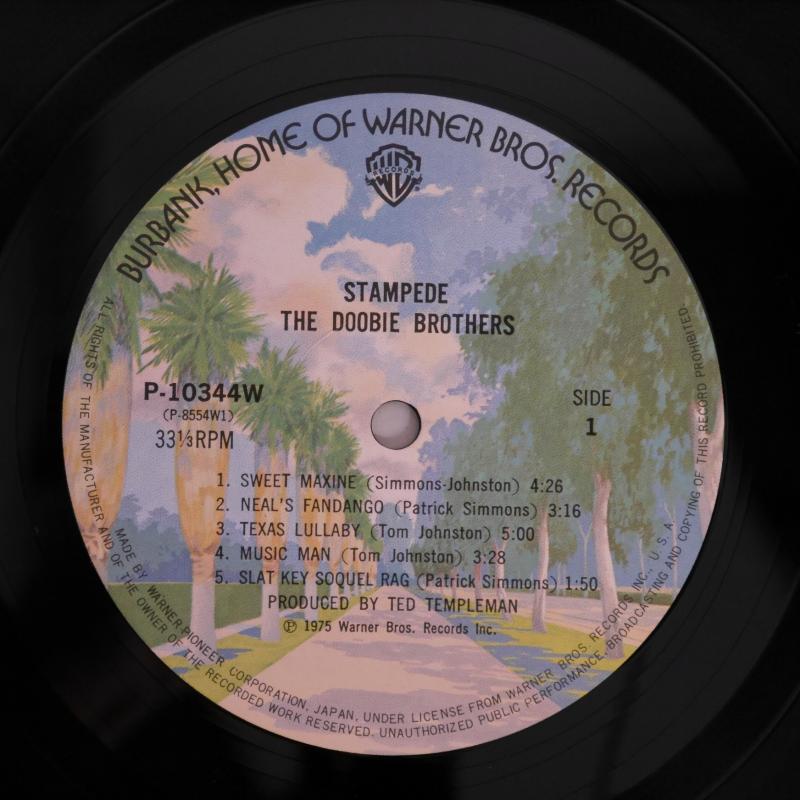 BURBANK, HOME OF WARNER BROS. RECORDS
WB
RECORDS
STAMPEDE
THE DOOBIE BROTHERS
P-10344W
(P-8554W1)
33⅓RPM
SIDE
1
1. SWEET MAXINE (Simmons-Johnston) 4:26
2. NEAL'S FANDANGO (Patrick Simmons) 3:16
3. TEXAS LULLABY (Tom Johnston) 5:00
4. MUSIC MAN (Tom Johnston) 3:28
5. SLAT KEY SOQUEL RAG (Patrick Simmons) 1:50
PRODUCED BY TED TEMPLEMAN
℗ 1975 Warner Bros. Records Inc.
MADE BY WARNER-PIONEER CORPORATION, JAPAN, UNDER LICENSE FROM WARNER BROS. RECORDS INC., U.S.A.
ALL RIGHTS OF THE MANUFACTURER AND OF THE OWNER OF THE RECORDED WORK RESERVED. UNAUTHORIZED PUBLIC PERFORMANCE, BROADCASTING AND COPYING OF THIS RECORD PROHIBITED.